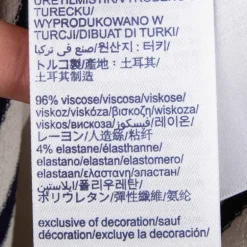 TURECKU/
WYPRODUKOWANO W
TURCJI/DIBUAT DI TURKI/
صنع في تركيا/원산지: 터키/
トルコ製/產地: 土耳其/
土耳其制造
96% viscose/viscosa/viskose/
viskoz/viszkóza/βισκοζη/wiskoza/
viskos/вискоза/فيسكوز/레이온/
レーヨン/人造絲/粘纤
4% elastane/élasthanne/
elastano/elastan/elastomero/
elastaan/ελαστανη/эластан/
إيلاستين/폴리우레탄/
ポリウレタン/彈性纖維/氨纶
exclusive of decoration/sauf
décoration/excluye la decoración/